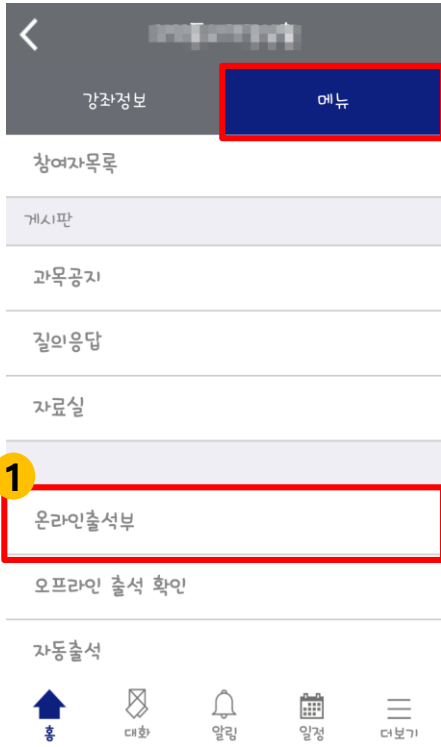 강좌정보 메뉴
참여자목록
게시판
과목공지
질의응답
자료실
1
온라인출석부
오프라인 출석 확인
자동출석
홈 대화 알림 일정 더보기